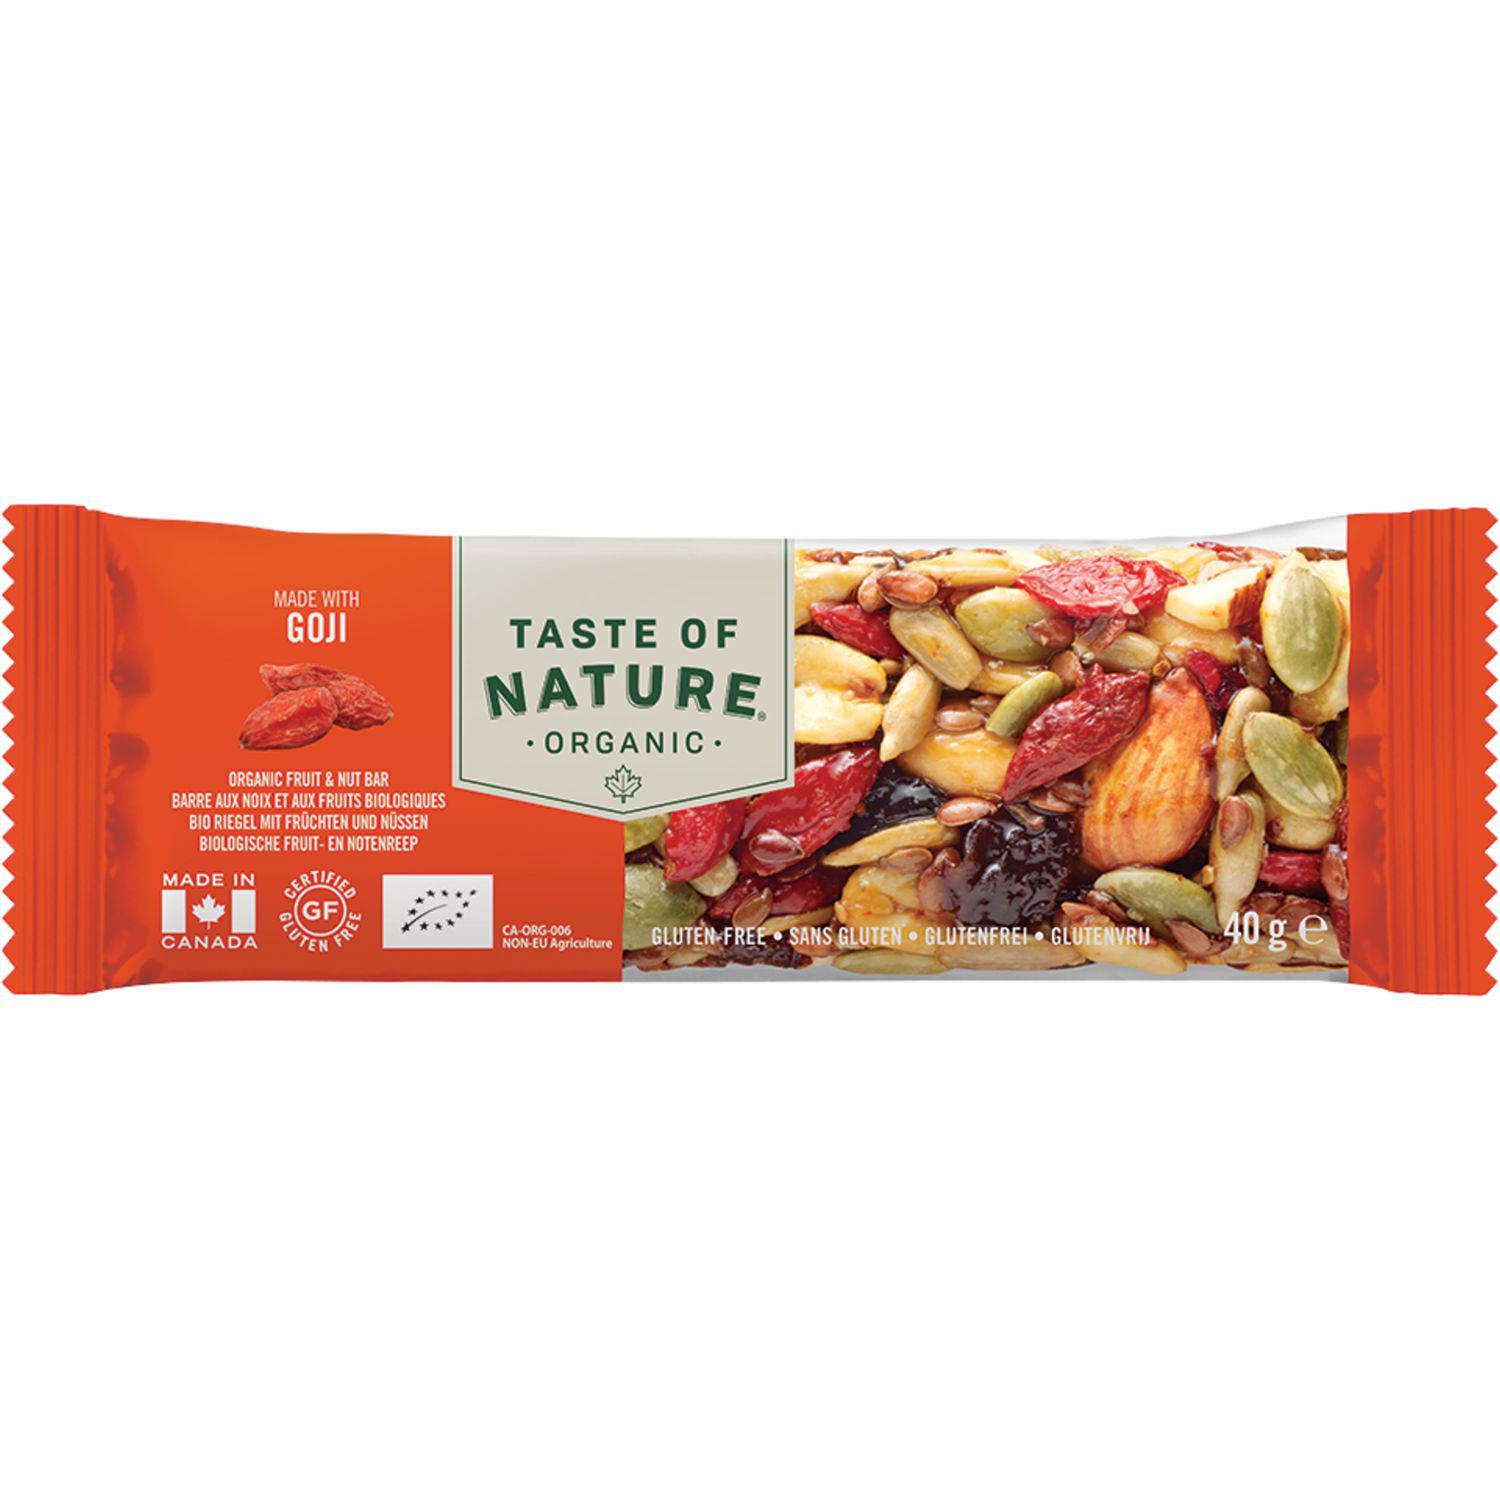 MADE WITH
GOJI
ORGANIC FRUIT & NUT BAR
BARRE AUX NOIX ET AUX FRUITS BIOLOGIQUES
BIO RIEGEL MIT FRÜCHTEN UND NÜSSEN
BIOLOGISCHE FRUIT- EN NOTENREEP
MADE IN
CANADA
CERTIFIED
GF
GLUTEN FREE
CA-ORG-006
NON-EU Agriculture
TASTE OF
NATURE®
• ORGANIC •
GLUTEN-FREE • SANS GLUTEN • GLUTENFREI • GLUTENVRIJ
40 g ℮